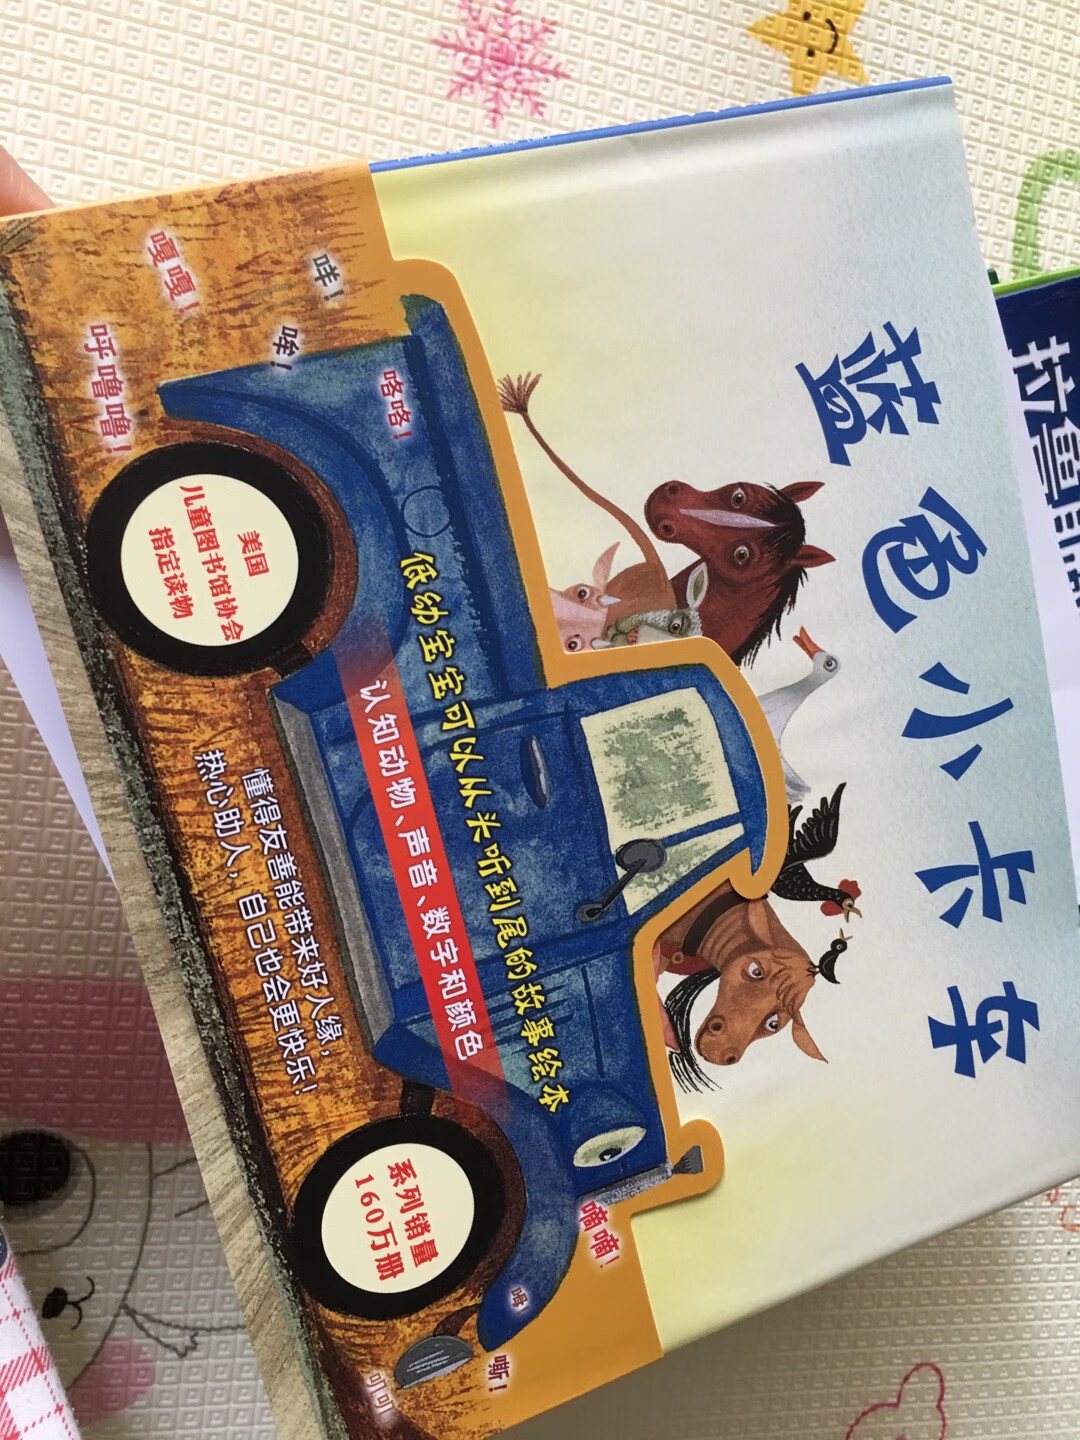 蓝色小卡车
哇!
嘎嘎!
哞!
咯咯!
呼噜噜!
低幼宝宝可以从头听到尾的故事绘本
认知动物、声音、数字和颜色
美国
儿童图书馆协会
指定读物
懂得友善能带来好人缘,
热心助人,自己也会更快乐!
系列销量
160万册
嘀嘀!
嘶!